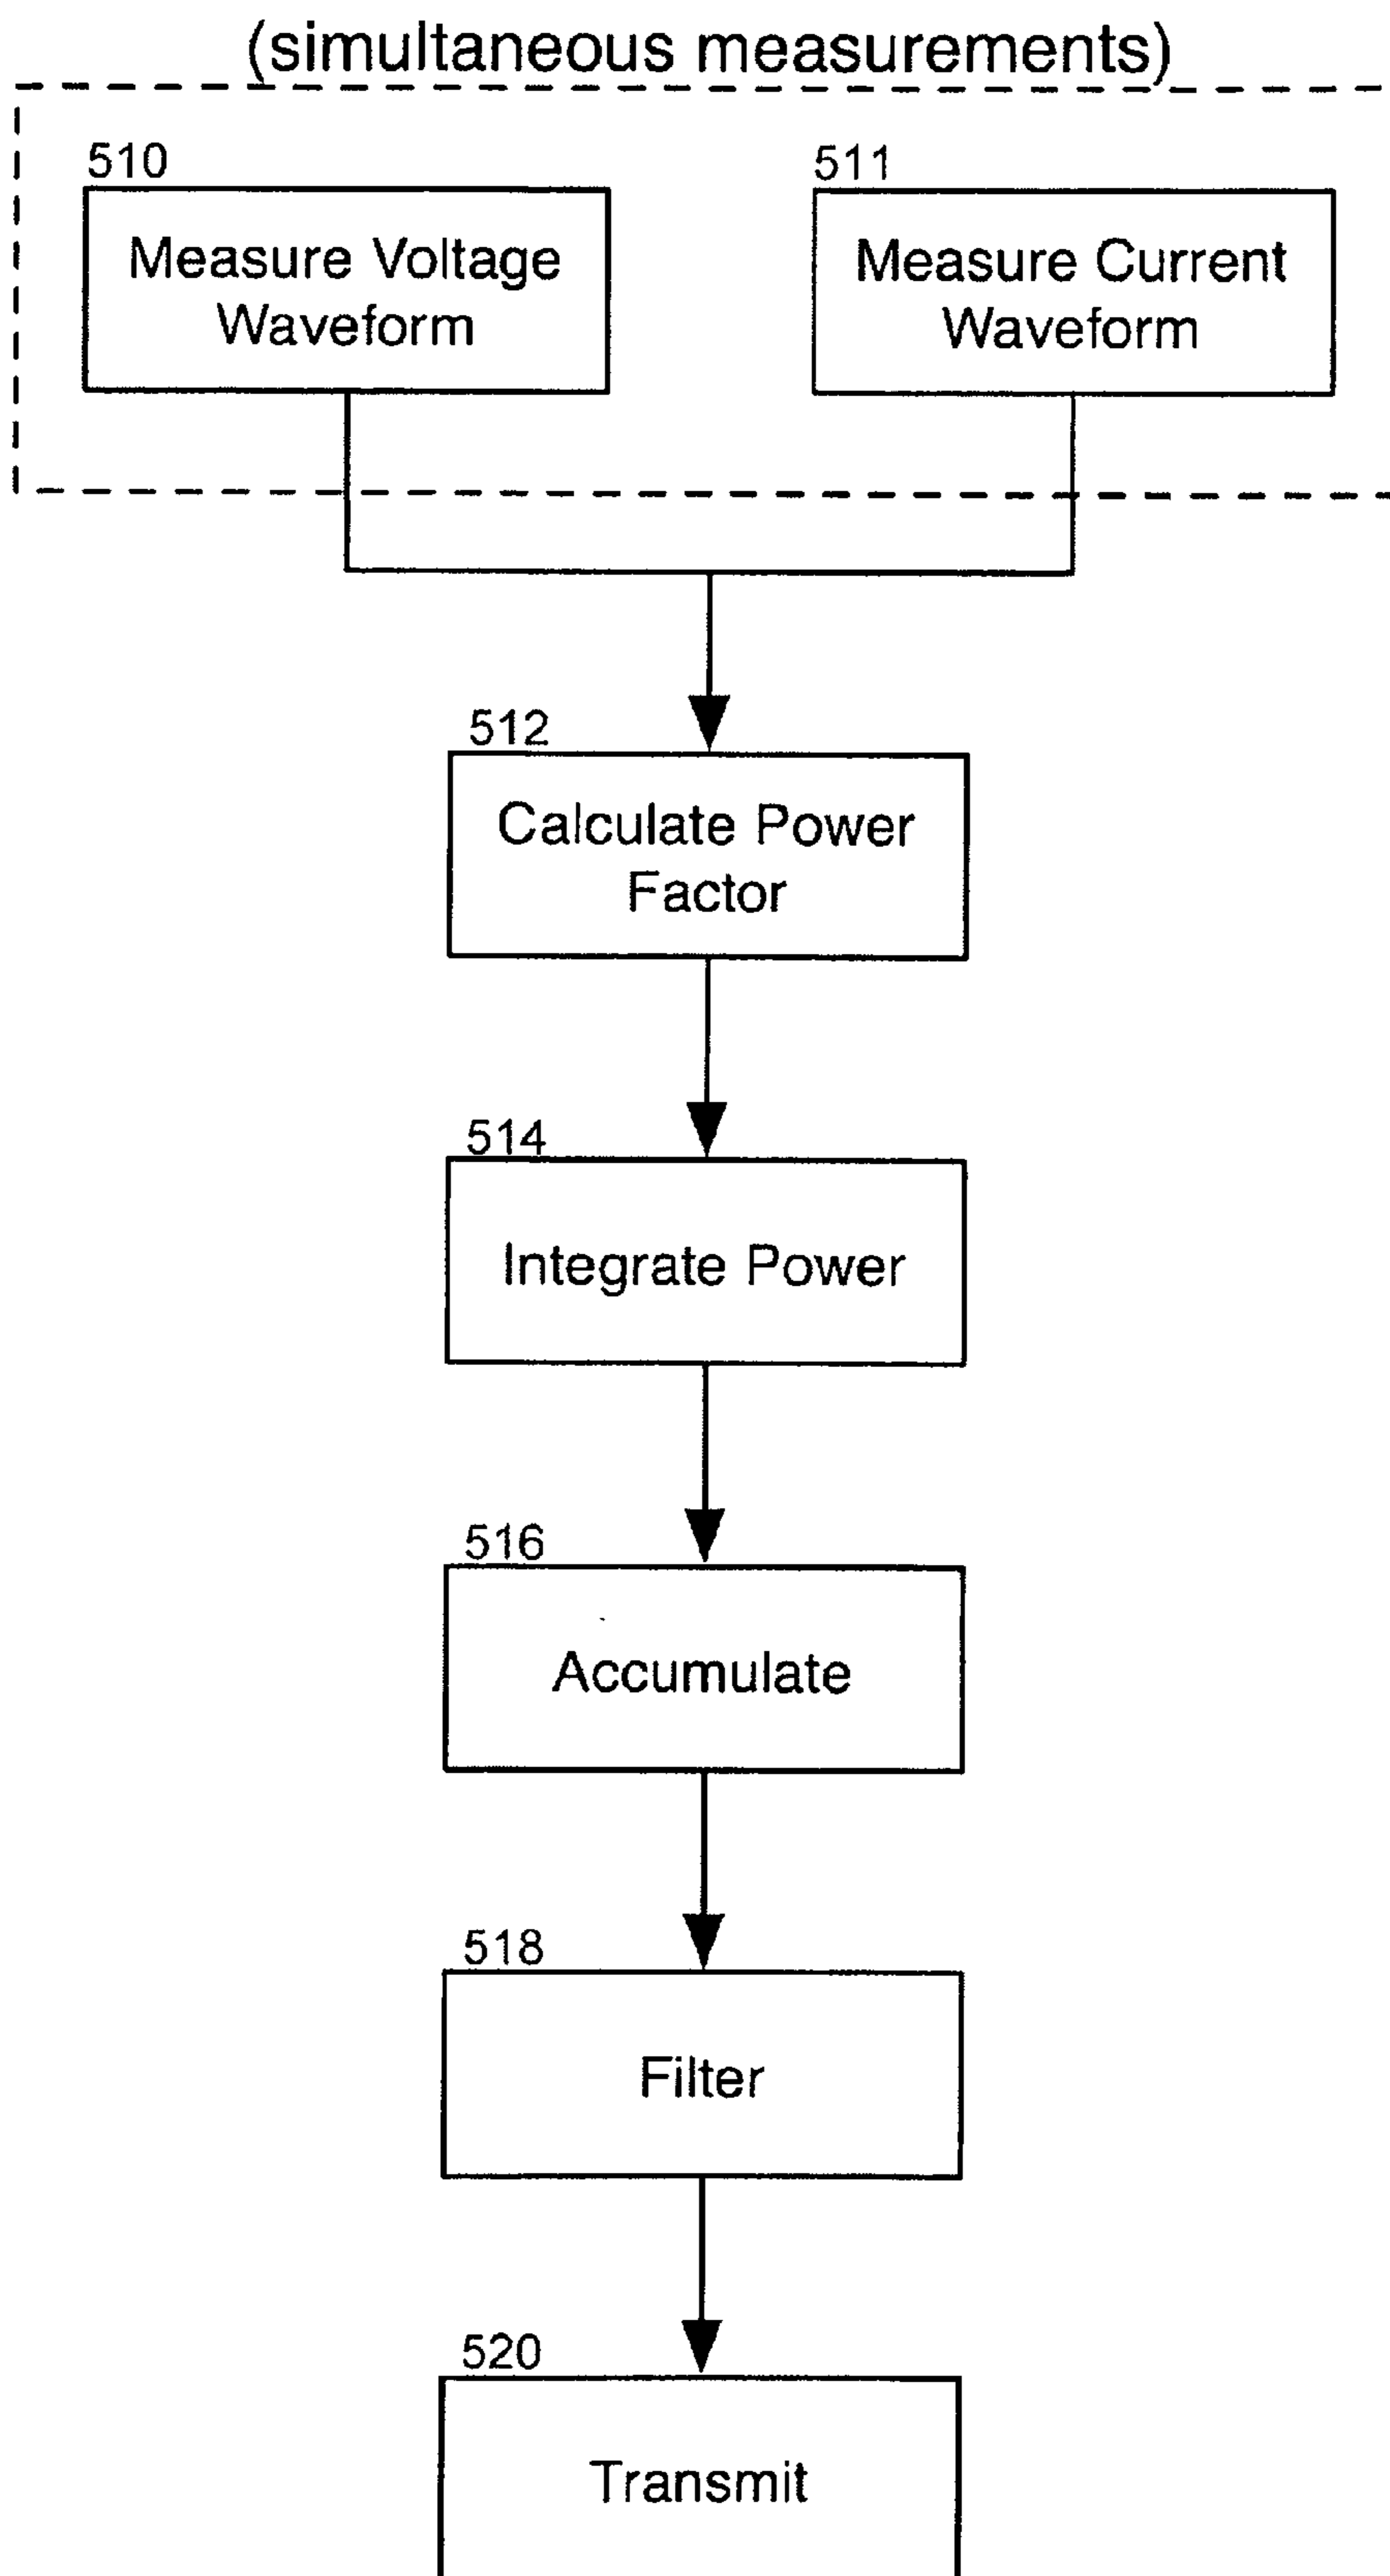 (simultaneous measurements)
510
Measure Voltage
Waveform
511
Measure Current
Waveform
512
Calculate Power
Factor
514
Integrate Power
516
Accumulate
518
Filter
520
Transmit